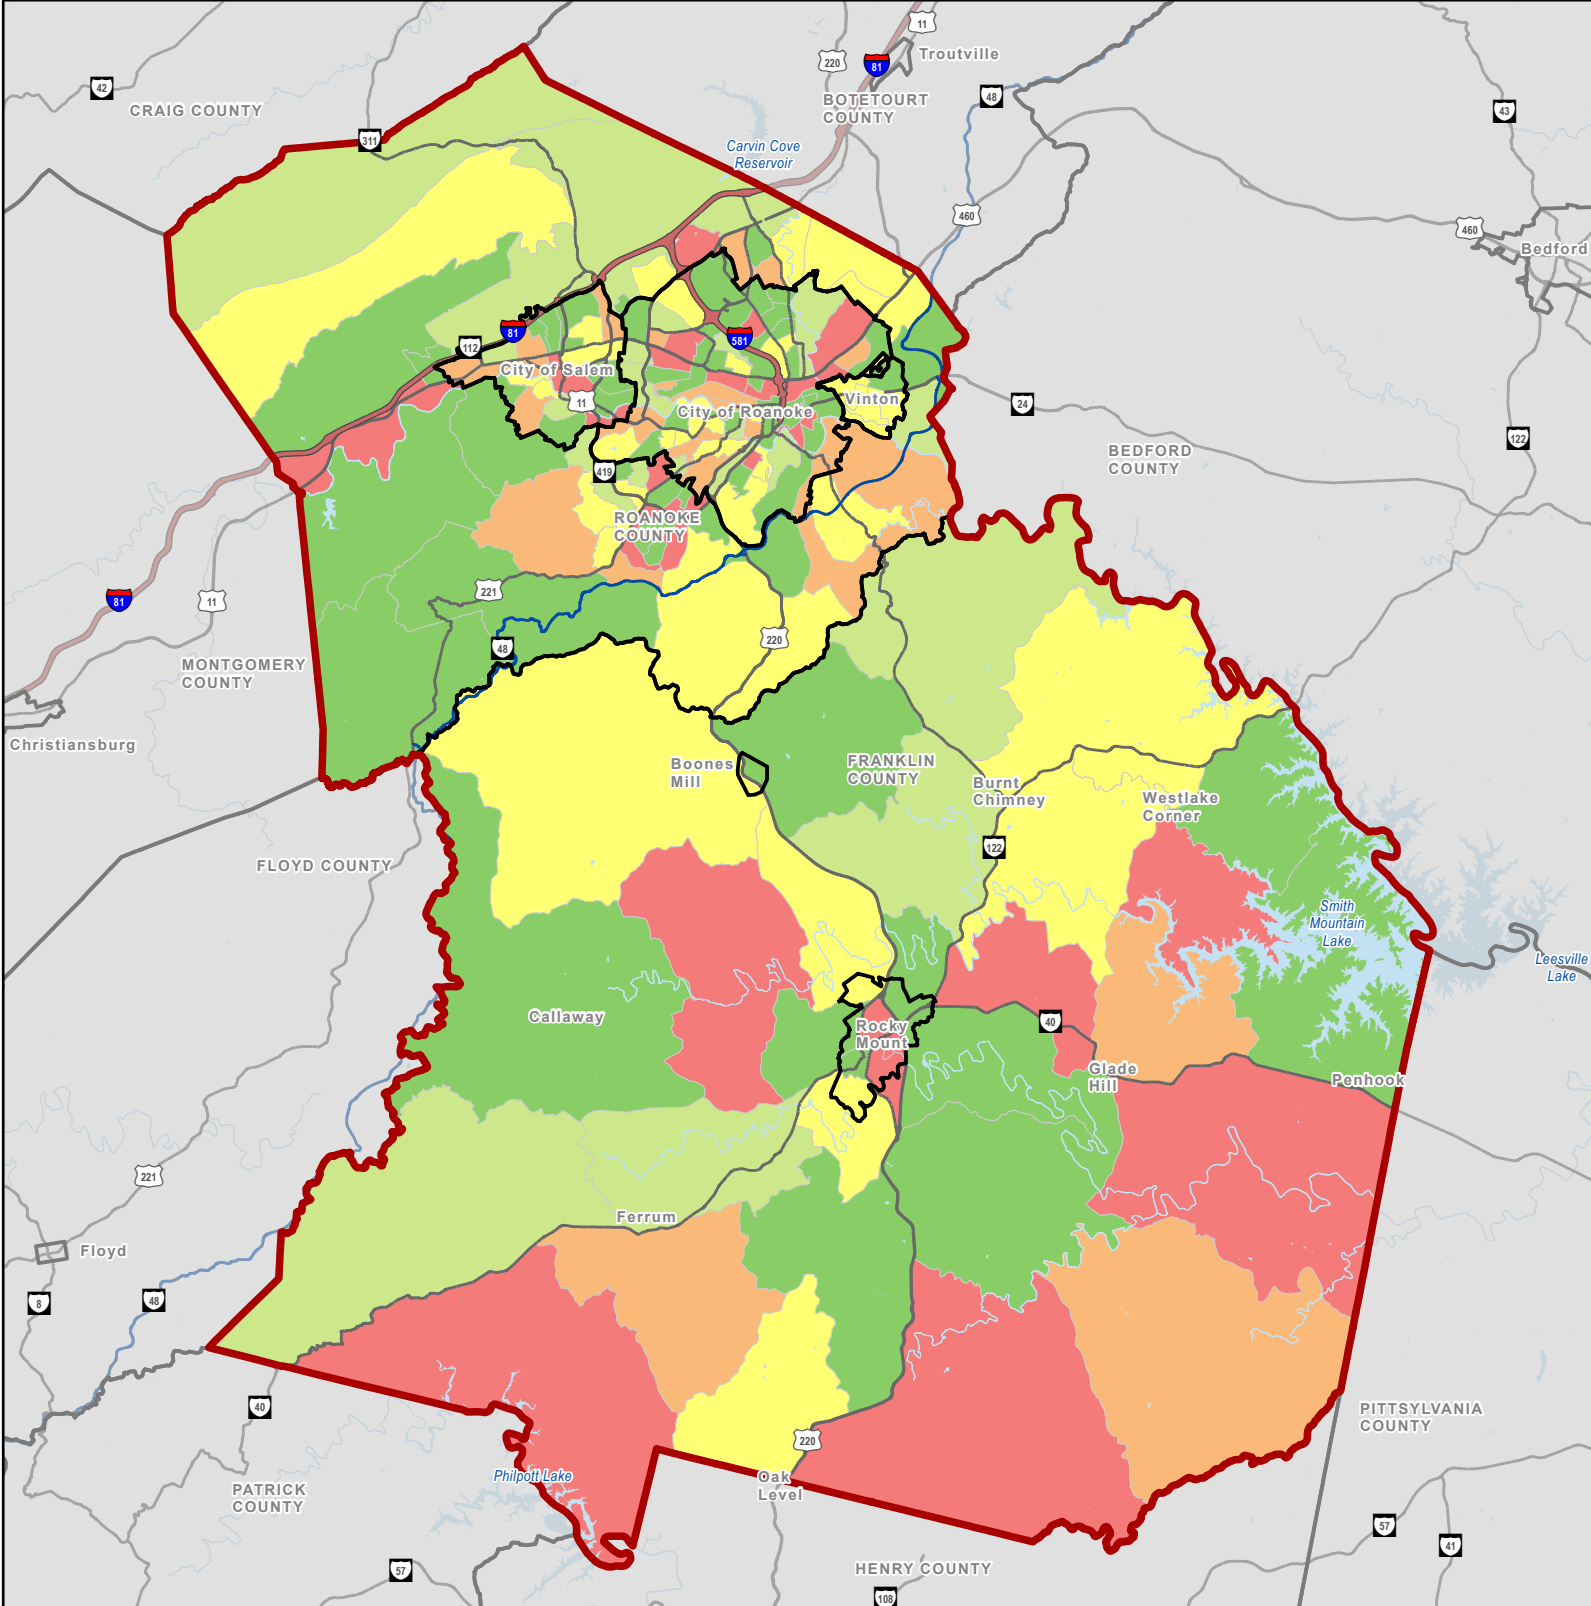 11
Troutville
220
81
42
CRAIG COUNTY
BOTETOURT
COUNTY
48
43
311
Carvin Cove
Reservoir
460
460
Bedford
81
581
112
City of Salem
11
City of Roanoke
Vinton
24
122
BEDFORD
COUNTY
419
ROANOKE
COUNTY
221
81
11
48
220
MONTGOMERY
COUNTY
Christiansburg
Boones
Mill
FRANKLIN
COUNTY
Burnt
Chimney
Westlake
Corner
122
FLOYD COUNTY
Smith
Mountain
Lake
Leesville
Lake
Callaway
Rocky
Mount
40
Glade
Hill
Penhook
221
Ferrum
Floyd
8
48
40
PITTSYLVANIA
COUNTY
220
Philpott Lake
Oak
Level
PATRICK
COUNTY
57
41
57
HENRY COUNTY
108